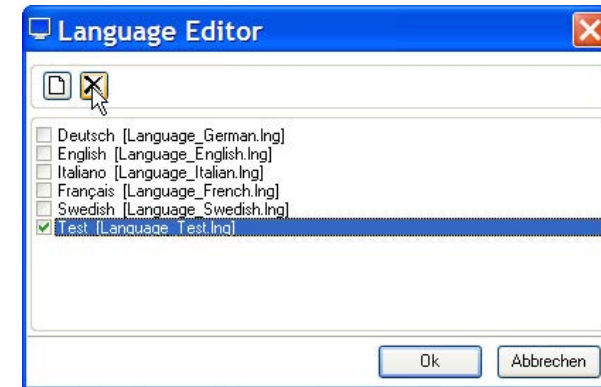 Language Editor
Deutsch [Language_German.lng]
English [Language_English.lng]
Italiano [Language_Italian.lng]
Français [Language_French.lng]
Swedish [Language_Swedish.lng]
Test [Language_Test.lng]
Ok Abbrechen